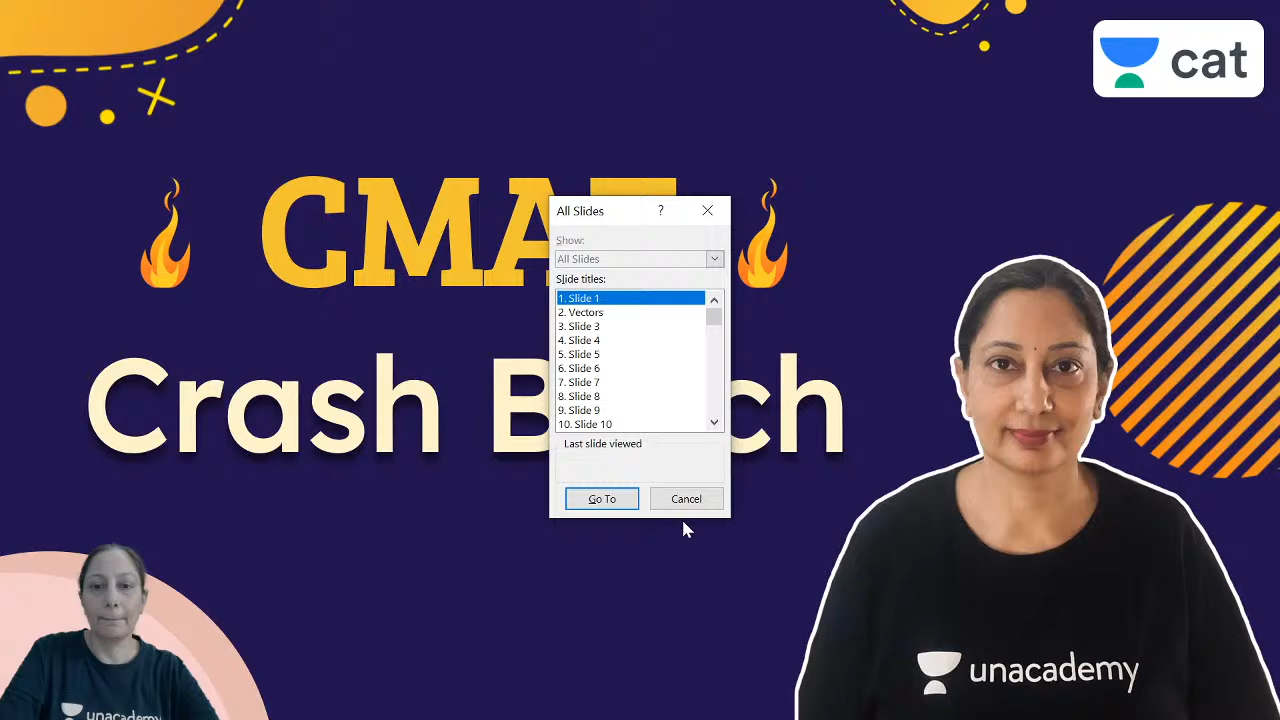 cat
CMAT
All Slides
?
Show:
All Slides
Slide titles:
1. Slide 1
2. Vectors
3. Slide 3
4. Slide 4
5. Slide 5
6. Slide 6
7. Slide 7
8. Slide 8
9. Slide 9
10. Slide 10
Last slide viewed
Go To
Cancel
Crash B ch
unacademy
unacademy